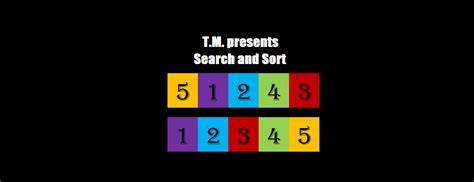 T.M. presents
Search and Sort
5 1 2 4 3
1 2 3 4 5